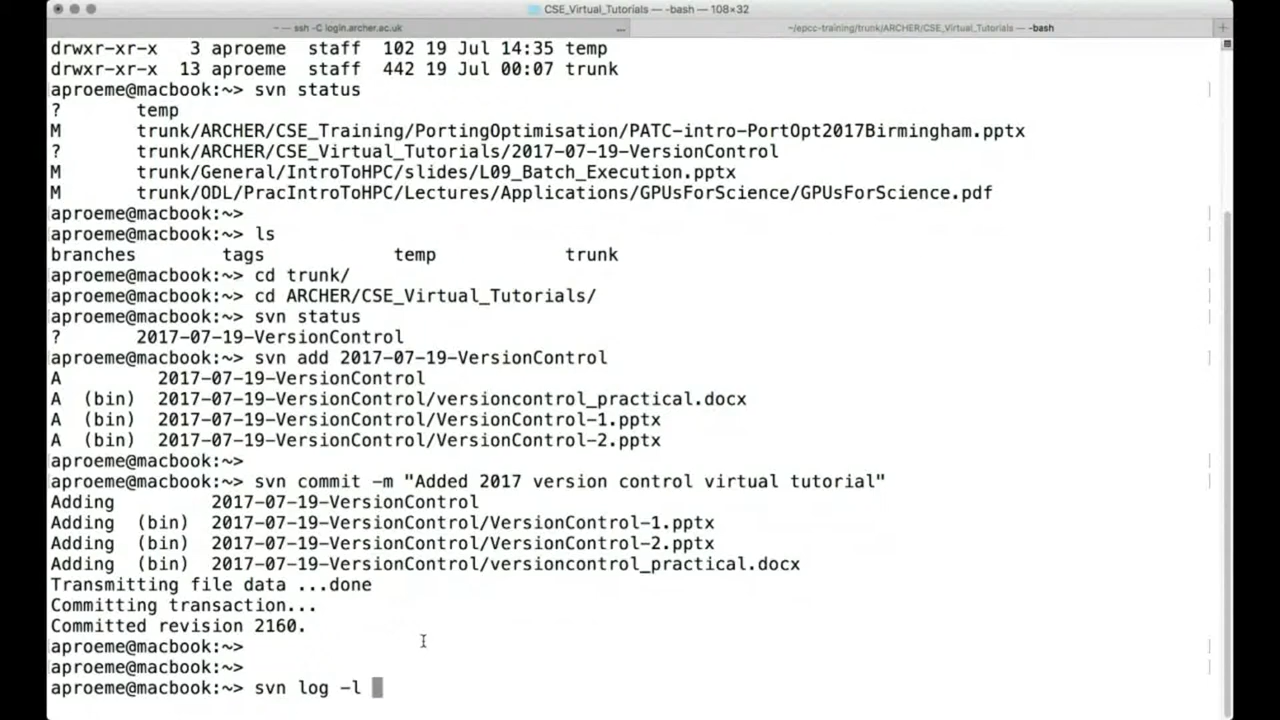 CSE_Virtual_Tutorials — -bash — 108×32
~ — ssh -C login.archer.ac.uk ... ~/epcc-training/trunk/ARCHER/CSE_Virtual_Tutorials — -bash +
drwxr-xr-x 3 aproeme staff 102 19 Jul 14:35 temp
drwxr-xr-x 13 aproeme staff 442 19 Jul 00:07 trunk
aproeme@macbook:~> svn status
? temp
M trunk/ARCHER/CSE_Training/PortingOptimisation/PATC-intro-PortOpt2017Birmingham.pptx
? trunk/ARCHER/CSE_Virtual_Tutorials/2017-07-19-VersionControl
M trunk/General/IntroToHPC/slides/L09_Batch_Execution.pptx
M trunk/ODL/PracIntroToHPC/Lectures/Applications/GPUsForScience/GPUsForScience.pdf
aproeme@macbook:~>
aproeme@macbook:~> ls
branches tags temp trunk
aproeme@macbook:~> cd trunk/
aproeme@macbook:~> cd ARCHER/CSE_Virtual_Tutorials/
aproeme@macbook:~> svn status
? 2017-07-19-VersionControl
aproeme@macbook:~> svn add 2017-07-19-VersionControl
A 2017-07-19-VersionControl
A (bin) 2017-07-19-VersionControl/versioncontrol_practical.docx
A (bin) 2017-07-19-VersionControl/VersionControl-1.pptx
A (bin) 2017-07-19-VersionControl/VersionControl-2.pptx
aproeme@macbook:~>
aproeme@macbook:~> svn commit -m "Added 2017 version control virtual tutorial"
Adding 2017-07-19-VersionControl
Adding (bin) 2017-07-19-VersionControl/VersionControl-1.pptx
Adding (bin) 2017-07-19-VersionControl/VersionControl-2.pptx
Adding (bin) 2017-07-19-VersionControl/versioncontrol_practical.docx
Transmitting file data ...done
Committing transaction...
Committed revision 2160.
aproeme@macbook:~>
aproeme@macbook:~>
aproeme@macbook:~> svn log -l